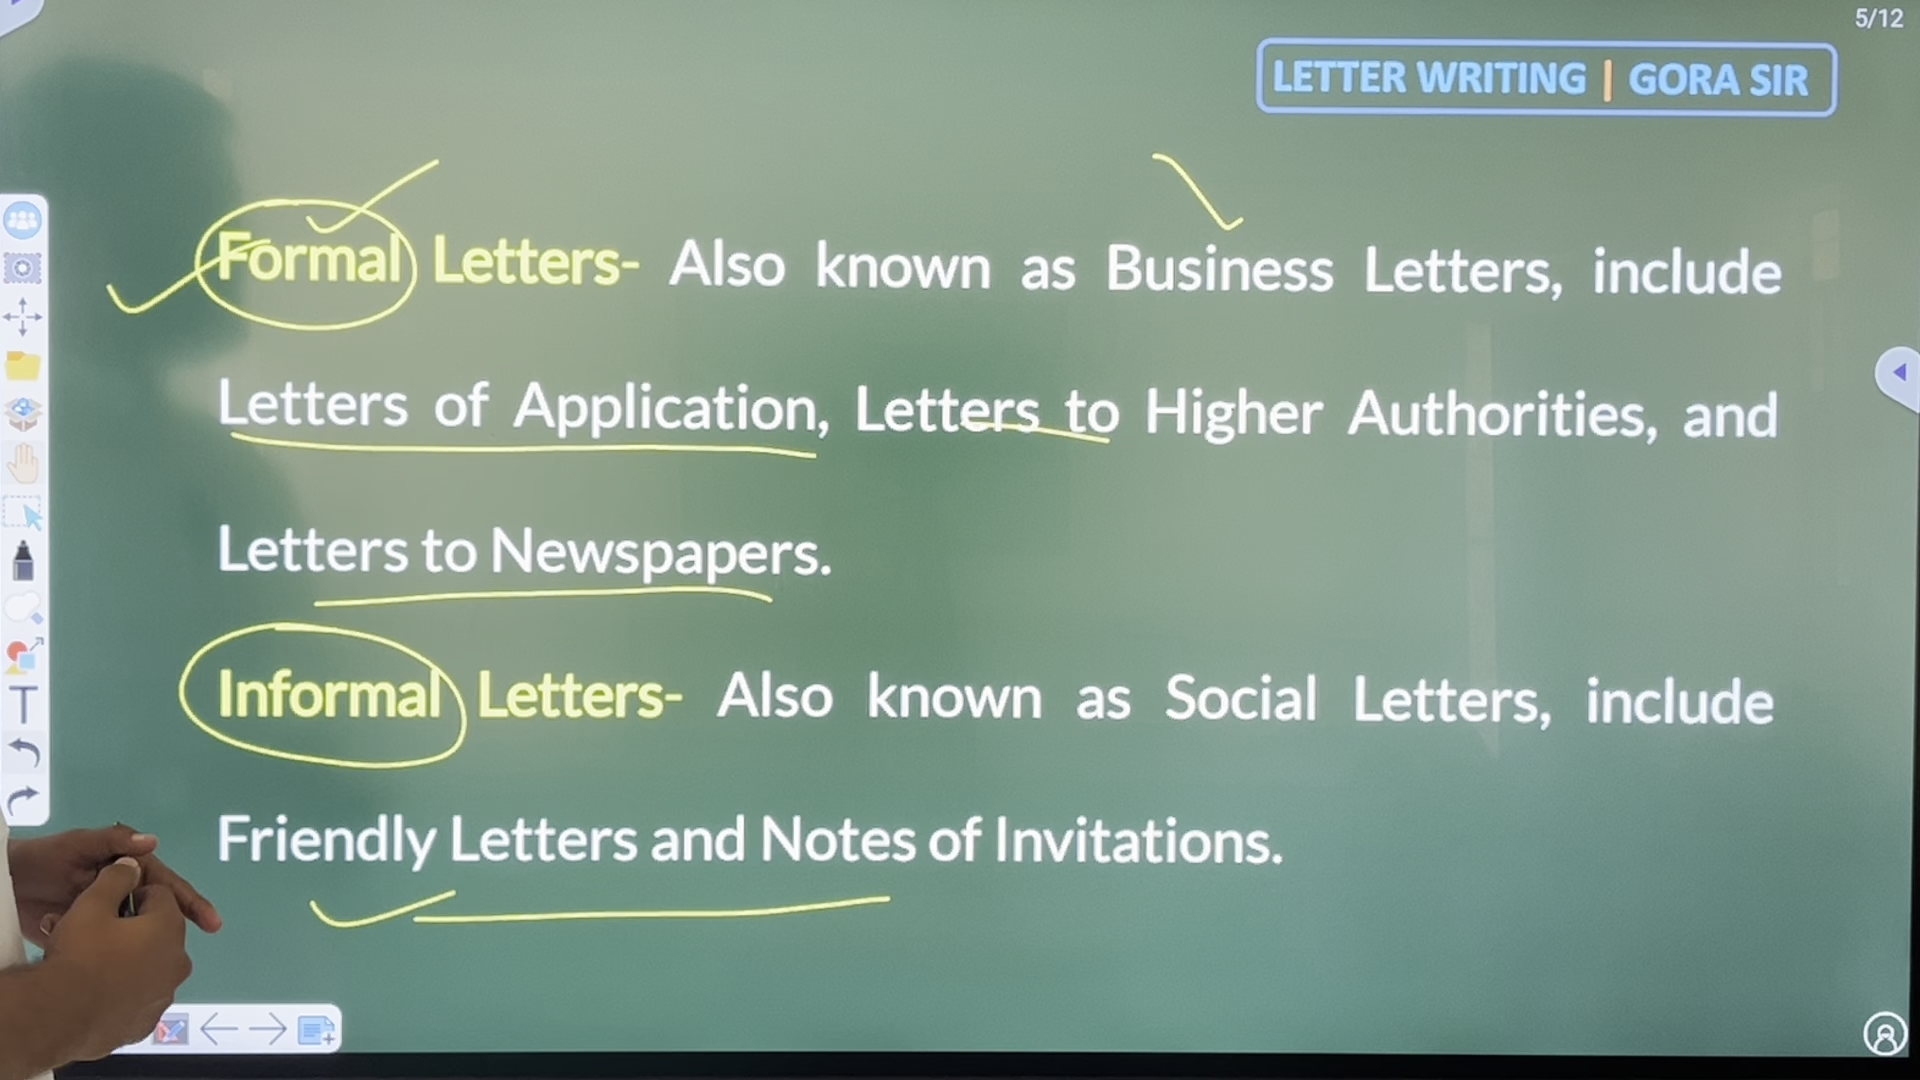 5/12
LETTER WRITING | GORA SIR
Formal Letters- Also known as Business Letters, include
Letters of Application, Letters to Higher Authorities, and
Letters to Newspapers.
Informal Letters- Also known as Social Letters, include
Friendly Letters and Notes of Invitations.
T